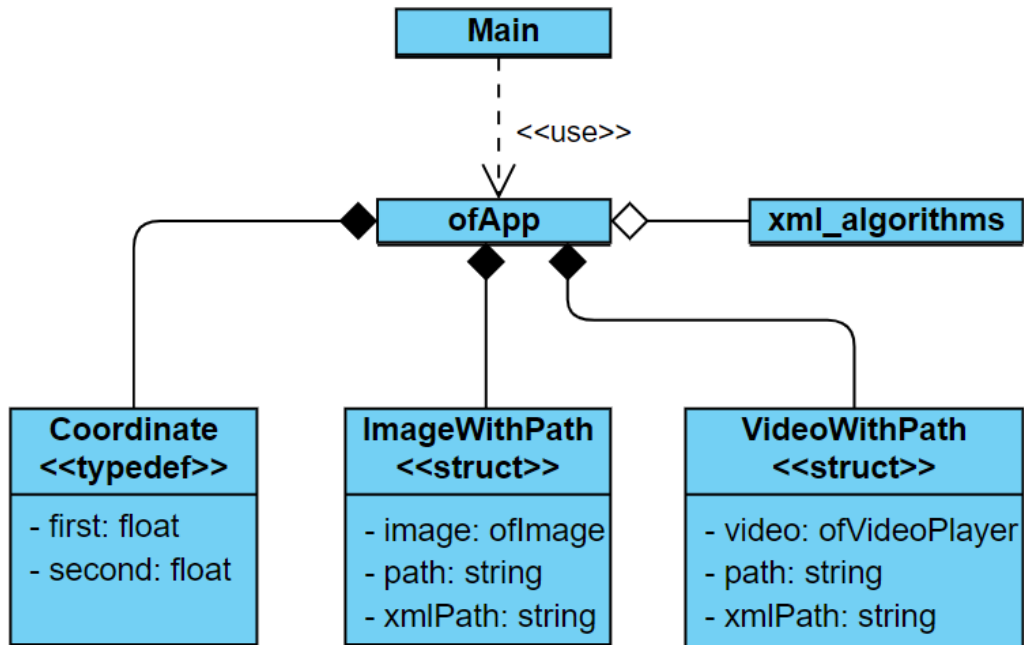 Main
<<use>>
ofApp
xml_algorithms
Coordinate
<<typedef>>
- first: float
- second: float
ImageWithPath
<<struct>>
- image: ofImage
- path: string
- xmlPath: string
VideoWithPath
<<struct>>
- video: ofVideoPlayer
- path: string
- xmlPath: string